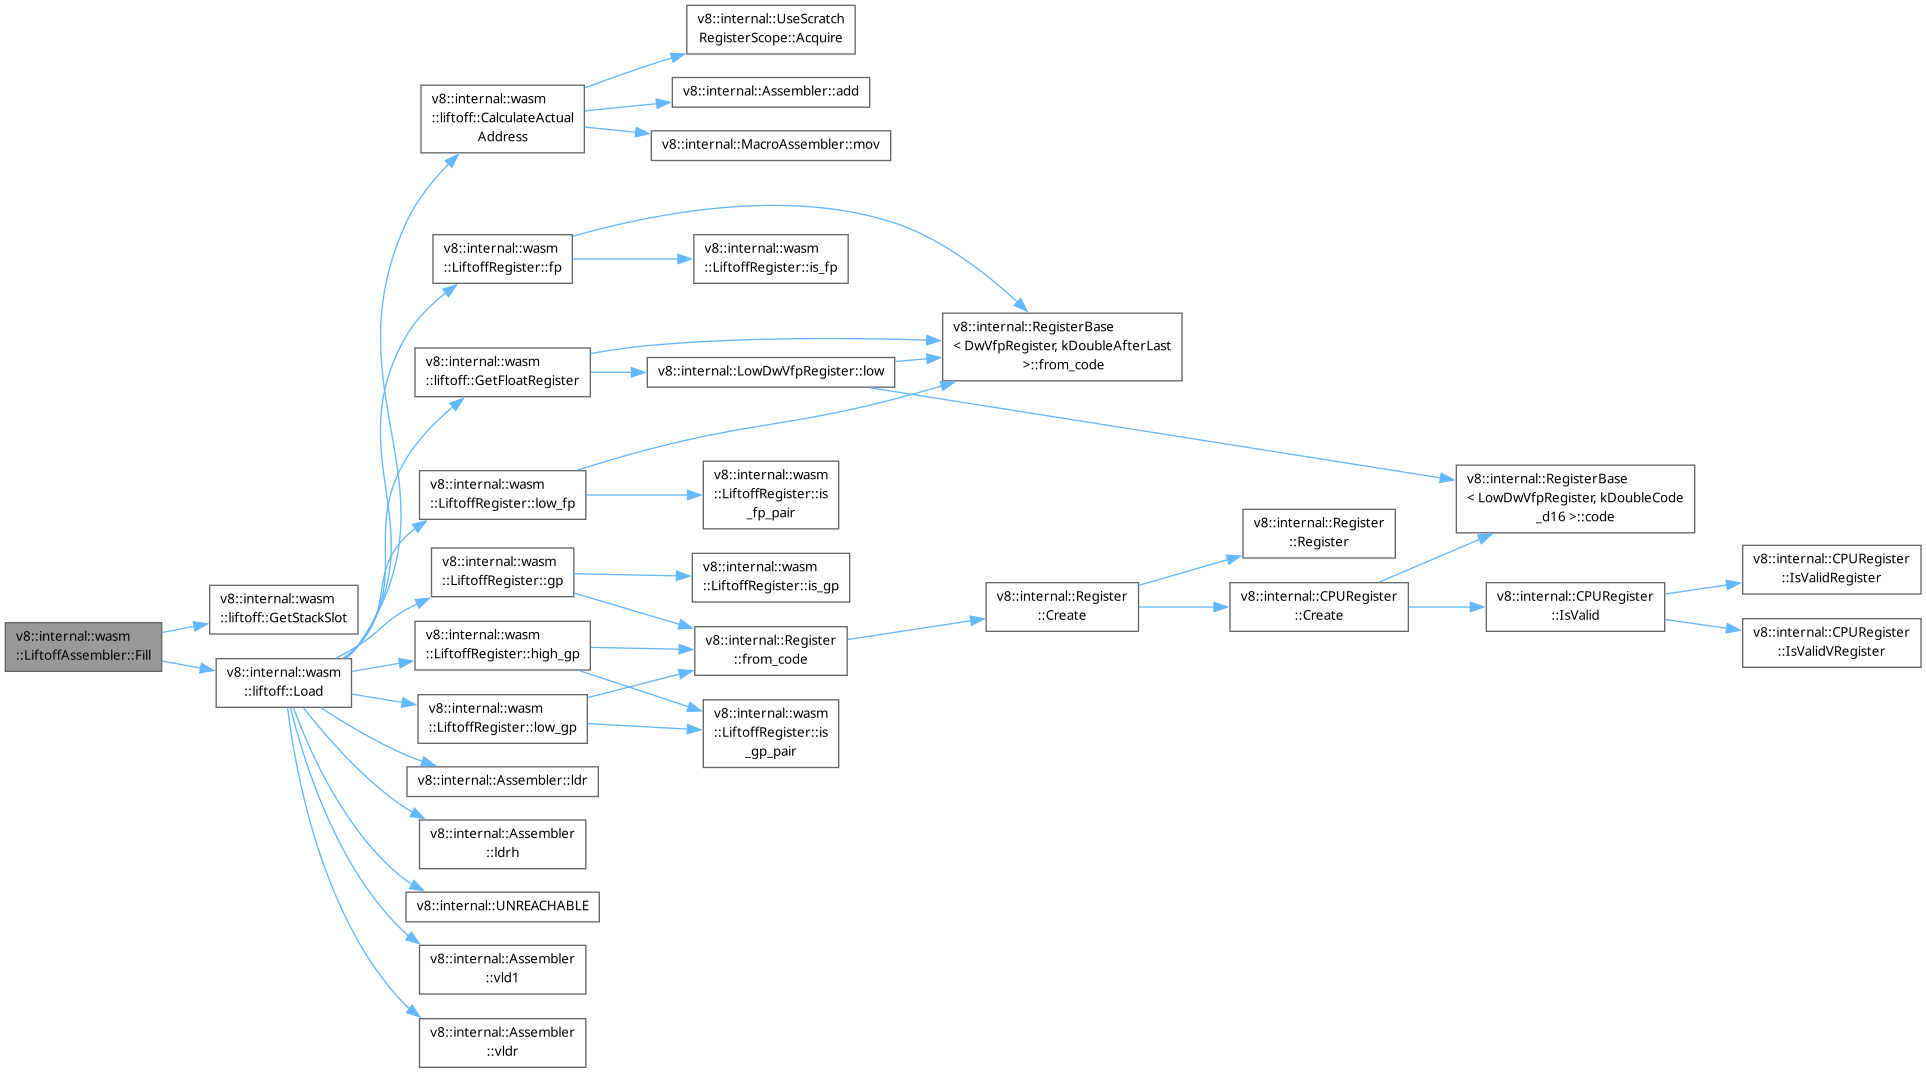 v8::internal::wasm
::LiftoffAssembler::Fill
v8::internal::wasm
::liftoff::GetStackSlot
v8::internal::wasm
::liftoff::Load
v8::internal::wasm
::liftoff::CalculateActual
Address
v8::internal::UseScratch
RegisterScope::Acquire
v8::internal::Assembler::add
v8::internal::MacroAssembler::mov
v8::internal::wasm
::LiftoffRegister::fp
v8::internal::wasm
::LiftoffRegister::is_fp
v8::internal::RegisterBase
< DwVfpRegister, kDoubleAfterLast
>::from_code
v8::internal::wasm
::liftoff::GetFloatRegister
v8::internal::LowDwVfpRegister::low
v8::internal::RegisterBase
< LowDwVfpRegister, kDoubleCode
_d16 >::code
v8::internal::wasm
::LiftoffRegister::low_fp
v8::internal::wasm
::LiftoffRegister::is
_fp_pair
v8::internal::wasm
::LiftoffRegister::gp
v8::internal::wasm
::LiftoffRegister::is_gp
v8::internal::Register
::from_code
v8::internal::Register
::Create
v8::internal::Register
::Register
v8::internal::CPURegister
::Create
v8::internal::CPURegister
::IsValid
v8::internal::CPURegister
::IsValidRegister
v8::internal::CPURegister
::IsValidVRegister
v8::internal::wasm
::LiftoffRegister::high_gp
v8::internal::wasm
::LiftoffRegister::low_gp
v8::internal::wasm
::LiftoffRegister::is
_gp_pair
v8::internal::Assembler::ldr
v8::internal::Assembler
::ldrh
v8::internal::UNREACHABLE
v8::internal::Assembler
::vld1
v8::internal::Assembler
::vldr